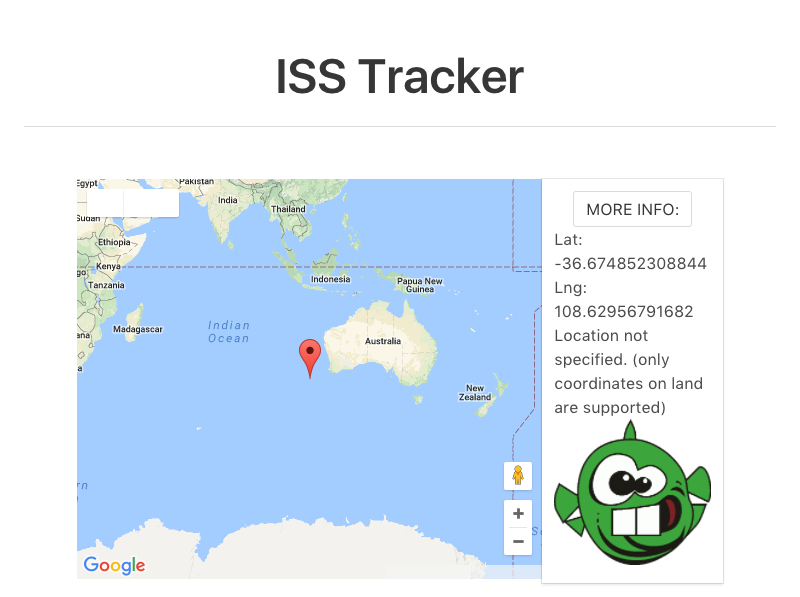 ISS Tracker
Egypt
Pakistan
India
Thailand
Sudan
Ethiopia
Kenya
Tanzania
Indonesia
Papua New
Guinea
Madagascar
Indian
Ocean
Australia
New
Zealand
Google
+
−
MORE INFO:
Lat:
-36.674852308844
Lng:
108.62956791682
Location not
specified. (only
coordinates on land
are supported)